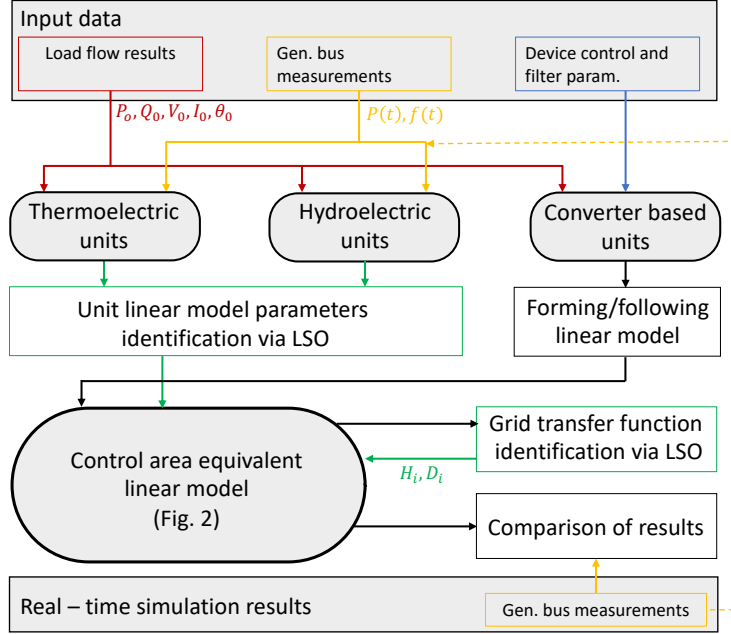 Input data
Load flow results
Gen. bus
measurements
Device control and
filter param.
P_o, Q_0, V_0, I_0, θ_0
P(t), f(t)
Thermoelectric
units
Hydroelectric
units
Converter based
units
Unit linear model parameters
identification via LSO
Forming/following
linear model
Control area equivalent
linear model
(Fig. 2)
Grid transfer function
identification via LSO
H_i, D_i
Comparison of results
Real – time simulation results
Gen. bus measurements